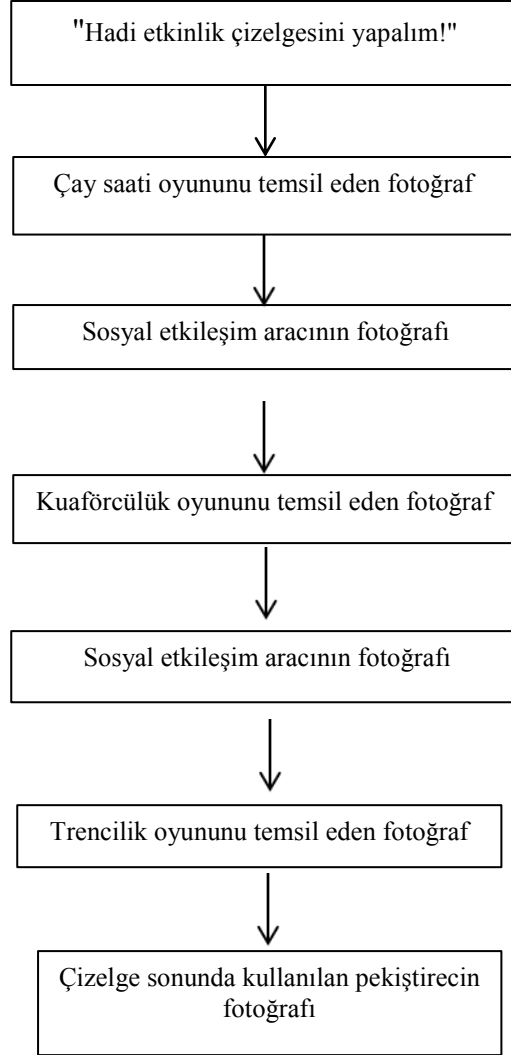 "Hadi etkinlik çizelgesini yapalım!"
Çay saati oyununu temsil eden fotoğraf
Sosyal etkileşim aracının fotoğrafı
Kuaförcülük oyununu temsil eden fotoğraf
Sosyal etkileşim aracının fotoğrafı
Trencilik oyununu temsil eden fotoğraf
Çizelge sonunda kullanılan pekiştirecin
fotoğrafı